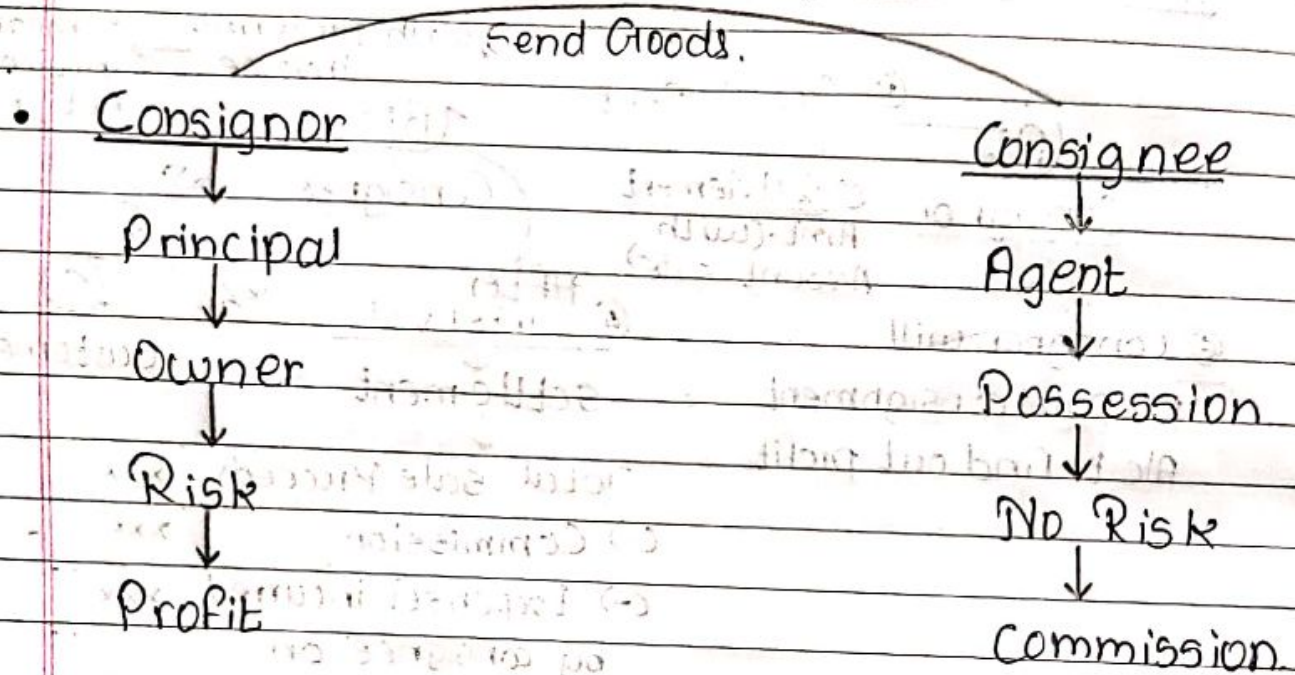 Send Goods.
• Consignor Consignee
↓ ↓
Principal Agent
↓ ↓
Owner Possession
↓ ↓
Risk No Risk
↓ ↓
Profit Commission